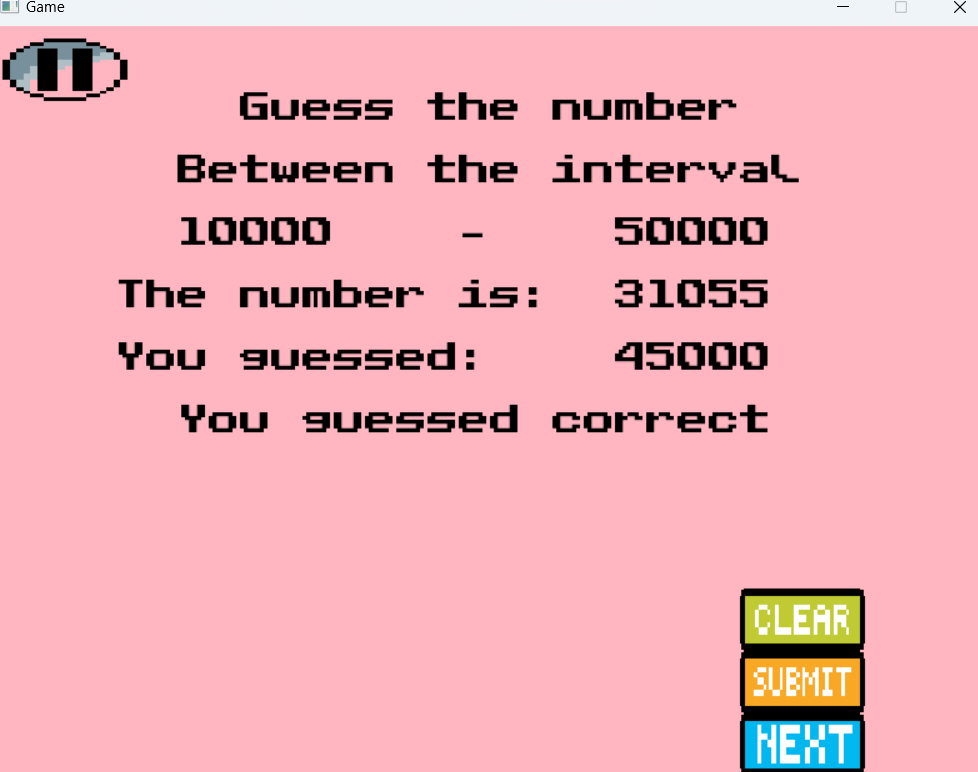 Game
Guess the number
Between the interval
10000 - 50000
The number is: 31055
You guessed: 45000
You guessed correct
CLEAR
SUBMIT
NEXT